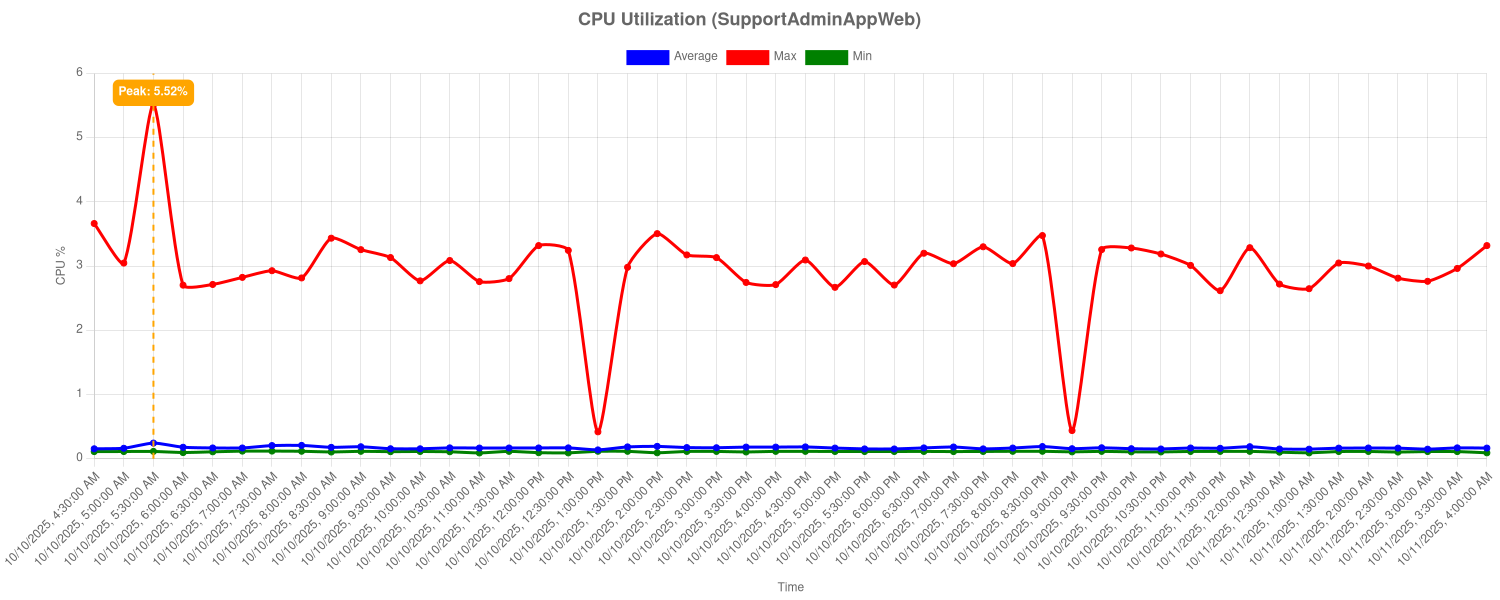 CPU Utilization (SupportAdminAppWeb)
Average
Max
Min
6
Peak: 5.52%
5
4
3
2
1
0
CPU %
10/10/2025, 4:30:00 AM
10/10/2025, 5:00:00 AM
10/10/2025, 5:30:00 AM
10/10/2025, 6:00:00 AM
10/10/2025, 6:30:00 AM
10/10/2025, 7:00:00 AM
10/10/2025, 7:30:00 AM
10/10/2025, 8:00:00 AM
10/10/2025, 8:30:00 AM
10/10/2025, 9:00:00 AM
10/10/2025, 9:30:00 AM
10/10/2025, 10:00:00 AM
10/10/2025, 10:30:00 AM
10/10/2025, 11:00:00 AM
10/10/2025, 11:30:00 AM
10/10/2025, 12:00:00 PM
10/10/2025, 12:30:00 PM
10/10/2025, 1:00:00 PM
10/10/2025, 1:30:00 PM
10/10/2025, 2:00:00 PM
10/10/2025, 2:30:00 PM
10/10/2025, 3:00:00 PM
10/10/2025, 3:30:00 PM
10/10/2025, 4:00:00 PM
10/10/2025, 4:30:00 PM
10/10/2025, 5:00:00 PM
10/10/2025, 5:30:00 PM
10/10/2025, 6:00:00 PM
10/10/2025, 6:30:00 PM
10/10/2025, 7:00:00 PM
10/10/2025, 7:30:00 PM
10/10/2025, 8:00:00 PM
10/10/2025, 8:30:00 PM
10/10/2025, 9:00:00 PM
10/10/2025, 9:30:00 PM
10/10/2025, 10:00:00 PM
10/10/2025, 10:30:00 PM
10/10/2025, 11:00:00 PM
10/10/2025, 11:30:00 PM
10/11/2025, 12:00:00 AM
10/11/2025, 12:30:00 AM
10/11/2025, 1:00:00 AM
10/11/2025, 1:30:00 AM
10/11/2025, 2:00:00 AM
10/11/2025, 2:30:00 AM
10/11/2025, 3:00:00 AM
10/11/2025, 3:30:00 AM
10/11/2025, 4:00:00 AM
Time